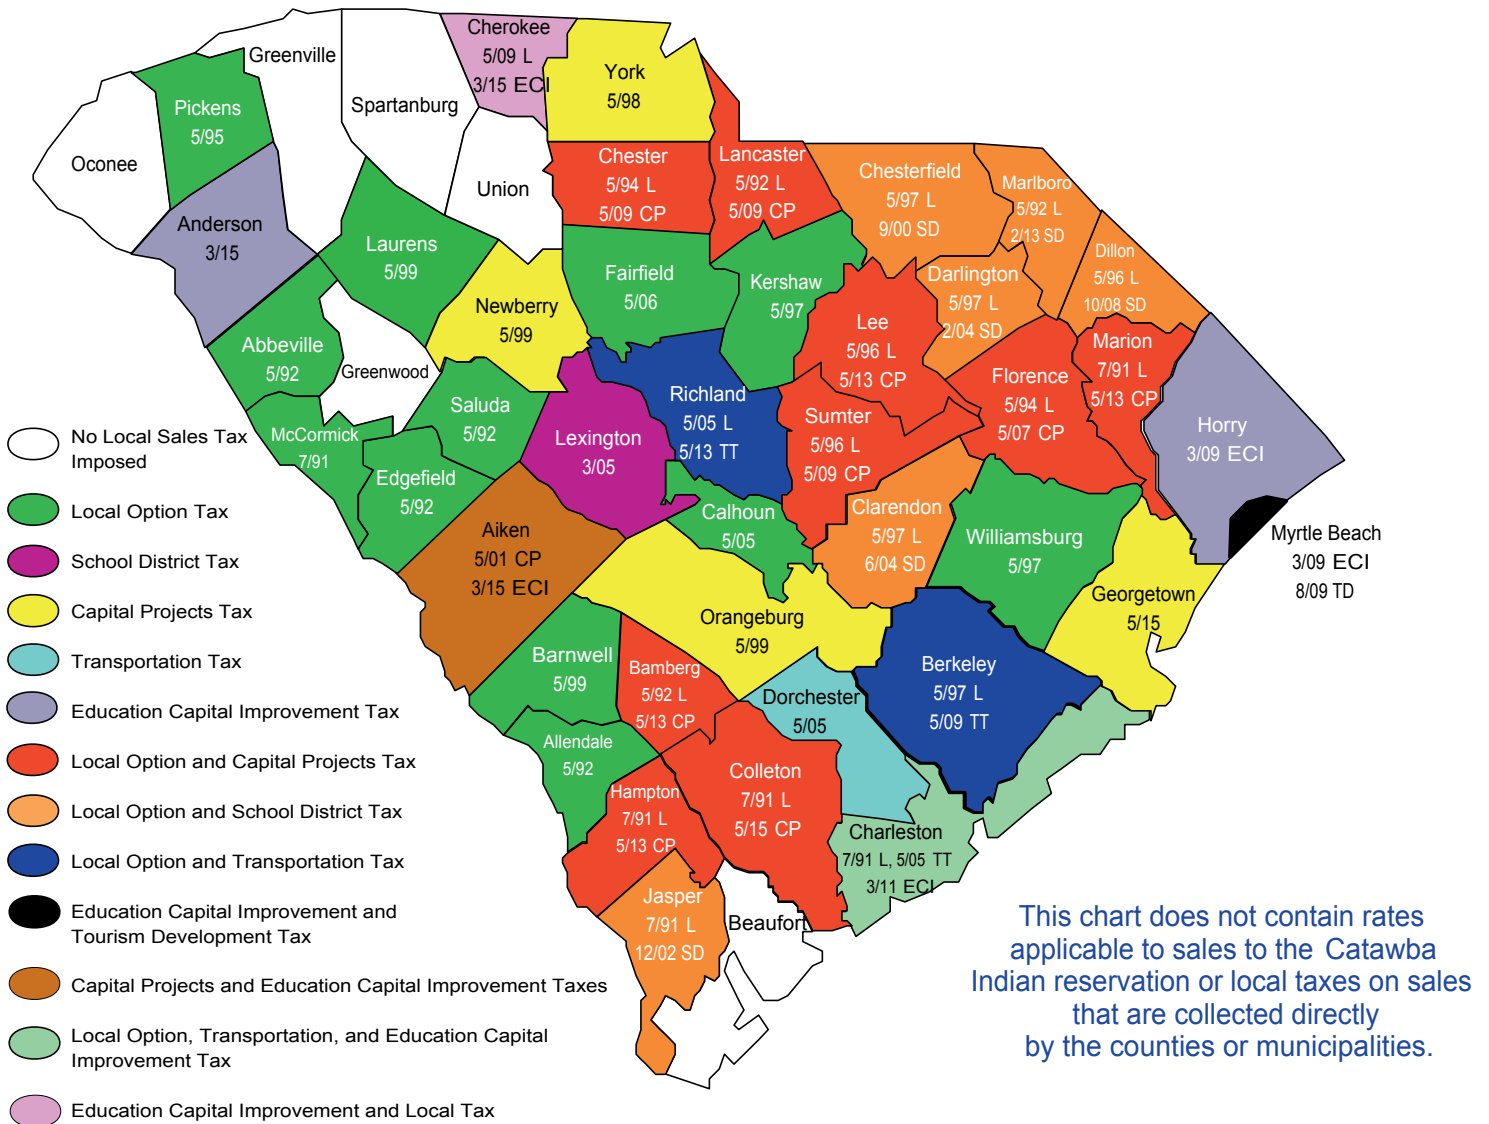 Cherokee
5/09 L
3/15 ECI
Greenville
York
5/98
Spartanburg
Pickens
5/95
Oconee
Union
Chester
5/94 L
5/09 CP
Lancaster
5/92 L
5/09 CP
Chesterfield
5/97 L
9/00 SD
Marlboro
5/92 L
2/13 SD
Anderson
3/15
Laurens
5/99
Fairfield
5/06
Kershaw
5/97
Darlington
5/97 L
2/04 SD
Dillon
5/96 L
10/08 SD
Newberry
5/99
Lee
5/96 L
5/13 CP
Marion
7/91 L
5/13 CP
Abbeville
5/92
Greenwood
Florence
5/94 L
5/07 CP
Saluda
5/92
Richland
5/05 L
5/13 TT
Sumter
5/96 L
5/09 CP
Horry
3/09 ECI
McCormick
7/91
Lexington
3/05
Edgefield
5/92
Calhoun
5/05
Clarendon
5/97 L
6/04 SD
Williamsburg
5/97
Myrtle Beach
3/09 ECI
8/09 TD
Aiken
5/01 CP
3/15 ECI
Georgetown
5/15
Orangeburg
5/99
Barnwell
5/99
Bamberg
5/92 L
5/13 CP
Berkeley
5/97 L
5/09 TT
Dorchester
5/05
Allendale
5/92
Colleton
7/91 L
5/15 CP
Hampton
7/91 L
5/13 CP
Charleston
7/91 L, 5/05 TT
3/11 ECI
Jasper
7/91 L
12/02 SD
Beaufort
No Local Sales Tax
Imposed
Local Option Tax
School District Tax
Capital Projects Tax
Transportation Tax
Education Capital Improvement Tax
Local Option and Capital Projects Tax
Local Option and School District Tax
Local Option and Transportation Tax
Education Capital Improvement and
Tourism Development Tax
Capital Projects and Education Capital Improvement Taxes
Local Option, Transportation, and Education Capital
Improvement Tax
Education Capital Improvement and Local Tax
This chart does not contain rates
applicable to sales to the Catawba
Indian reservation or local taxes on sales
that are collected directly
by the counties or municipalities.